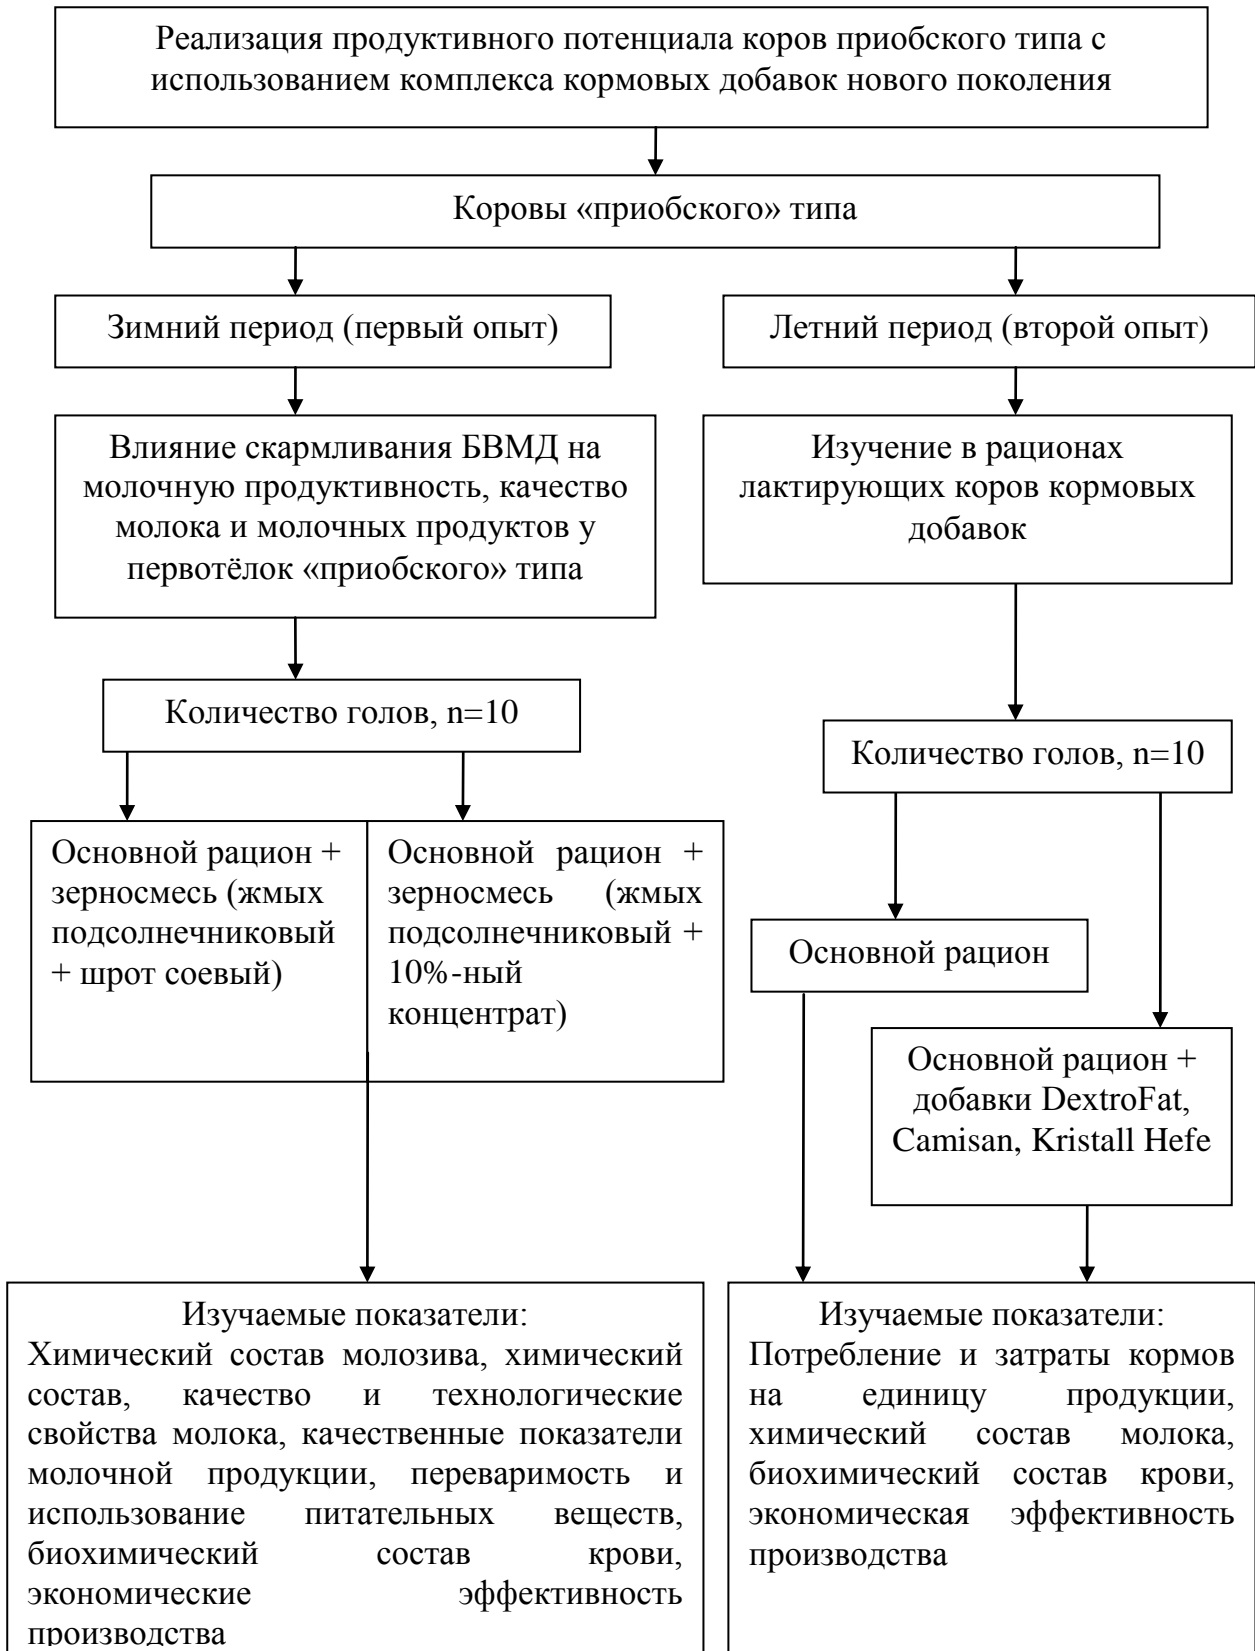 Реализация продуктивного потенциала коров приобского типа с
использованием комплекса кормовых добавок нового поколения
Коровы «приобского» типа
Зимний период (первый опыт)
Летний период (второй опыт)
Влияние скармливания БВМД на
молочную продуктивность, качество
молока и молочных продуктов у
первотёлок «приобского» типа
Изучение в рационах
лактирующих коров кормовых
добавок
Количество голов, n=10
Количество голов, n=10
Основной рацион +
зерносмесь (жмых
подсолнечниковый
+ шрот соевый)
Основной рацион +
зерносмесь (жмых
подсолнечниковый +
10%-ный
концентрат)
Основной рацион
Основной рацион +
добавки DextroFat,
Camisan, Kristall Hefe
Изучаемые показатели:
Химический состав молозива, химический
состав, качество и технологические
свойства молока, качественные показатели
молочной продукции, переваримость и
использование питательных веществ,
биохимический состав крови,
экономические эффективность
производства
Изучаемые показатели:
Потребление и затраты кормов
на единицу продукции,
химический состав молока,
биохимический состав крови,
экономическая эффективность
производства